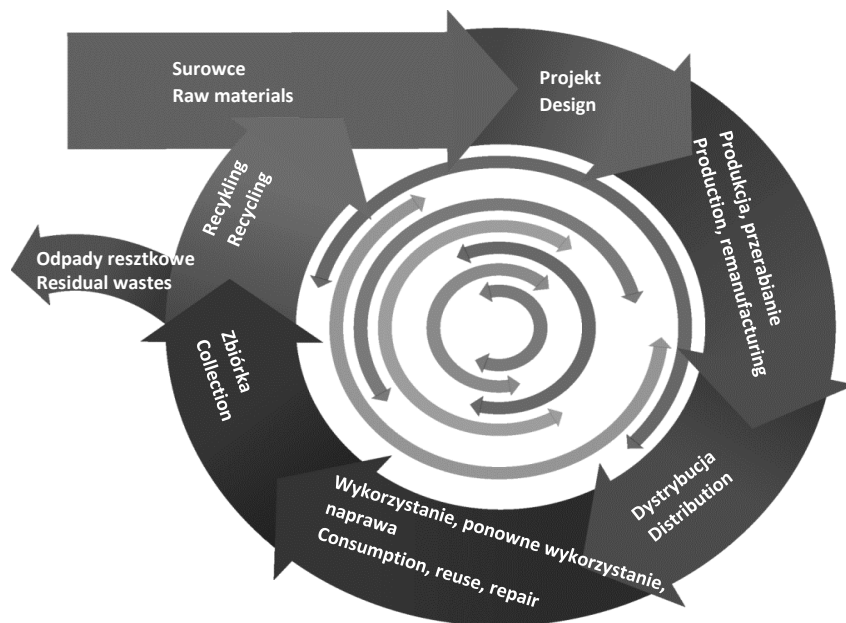 Surowce
Raw materials
Projekt
Design
Produkcja, przerabianie
Production, remanufacturing
Dystrybucja
Distribution
Wykorzystanie, ponowne wykorzystanie,
naprawa
Consumption, reuse, repair
Zbiórka
Collection
Recykling
Recycling
Odpady resztkowe
Residual wastes